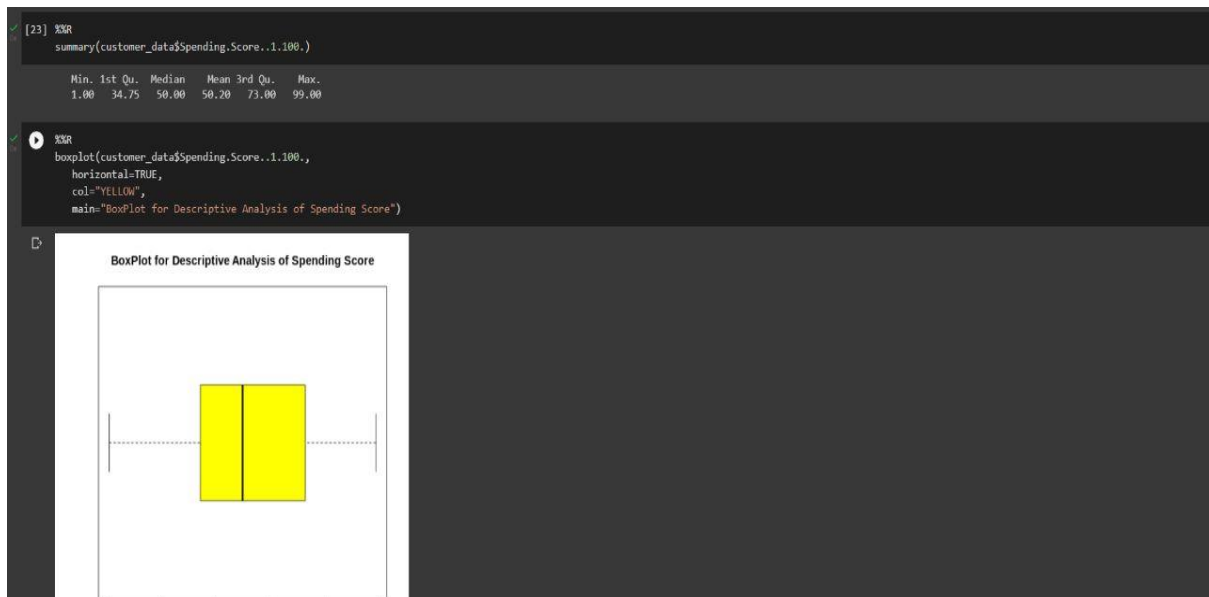 [23] %%R
summary(customer_data$Spending.Score..1.100.)
Min. 1st Qu. Median Mean 3rd Qu. Max.
1.00 34.75 50.00 50.20 73.00 99.00
%%R
boxplot(customer_data$Spending.Score..1.100.,
horizontal=TRUE,
col="YELLOW",
main="BoxPlot for Descriptive Analysis of Spending Score")
BoxPlot for Descriptive Analysis of Spending Score